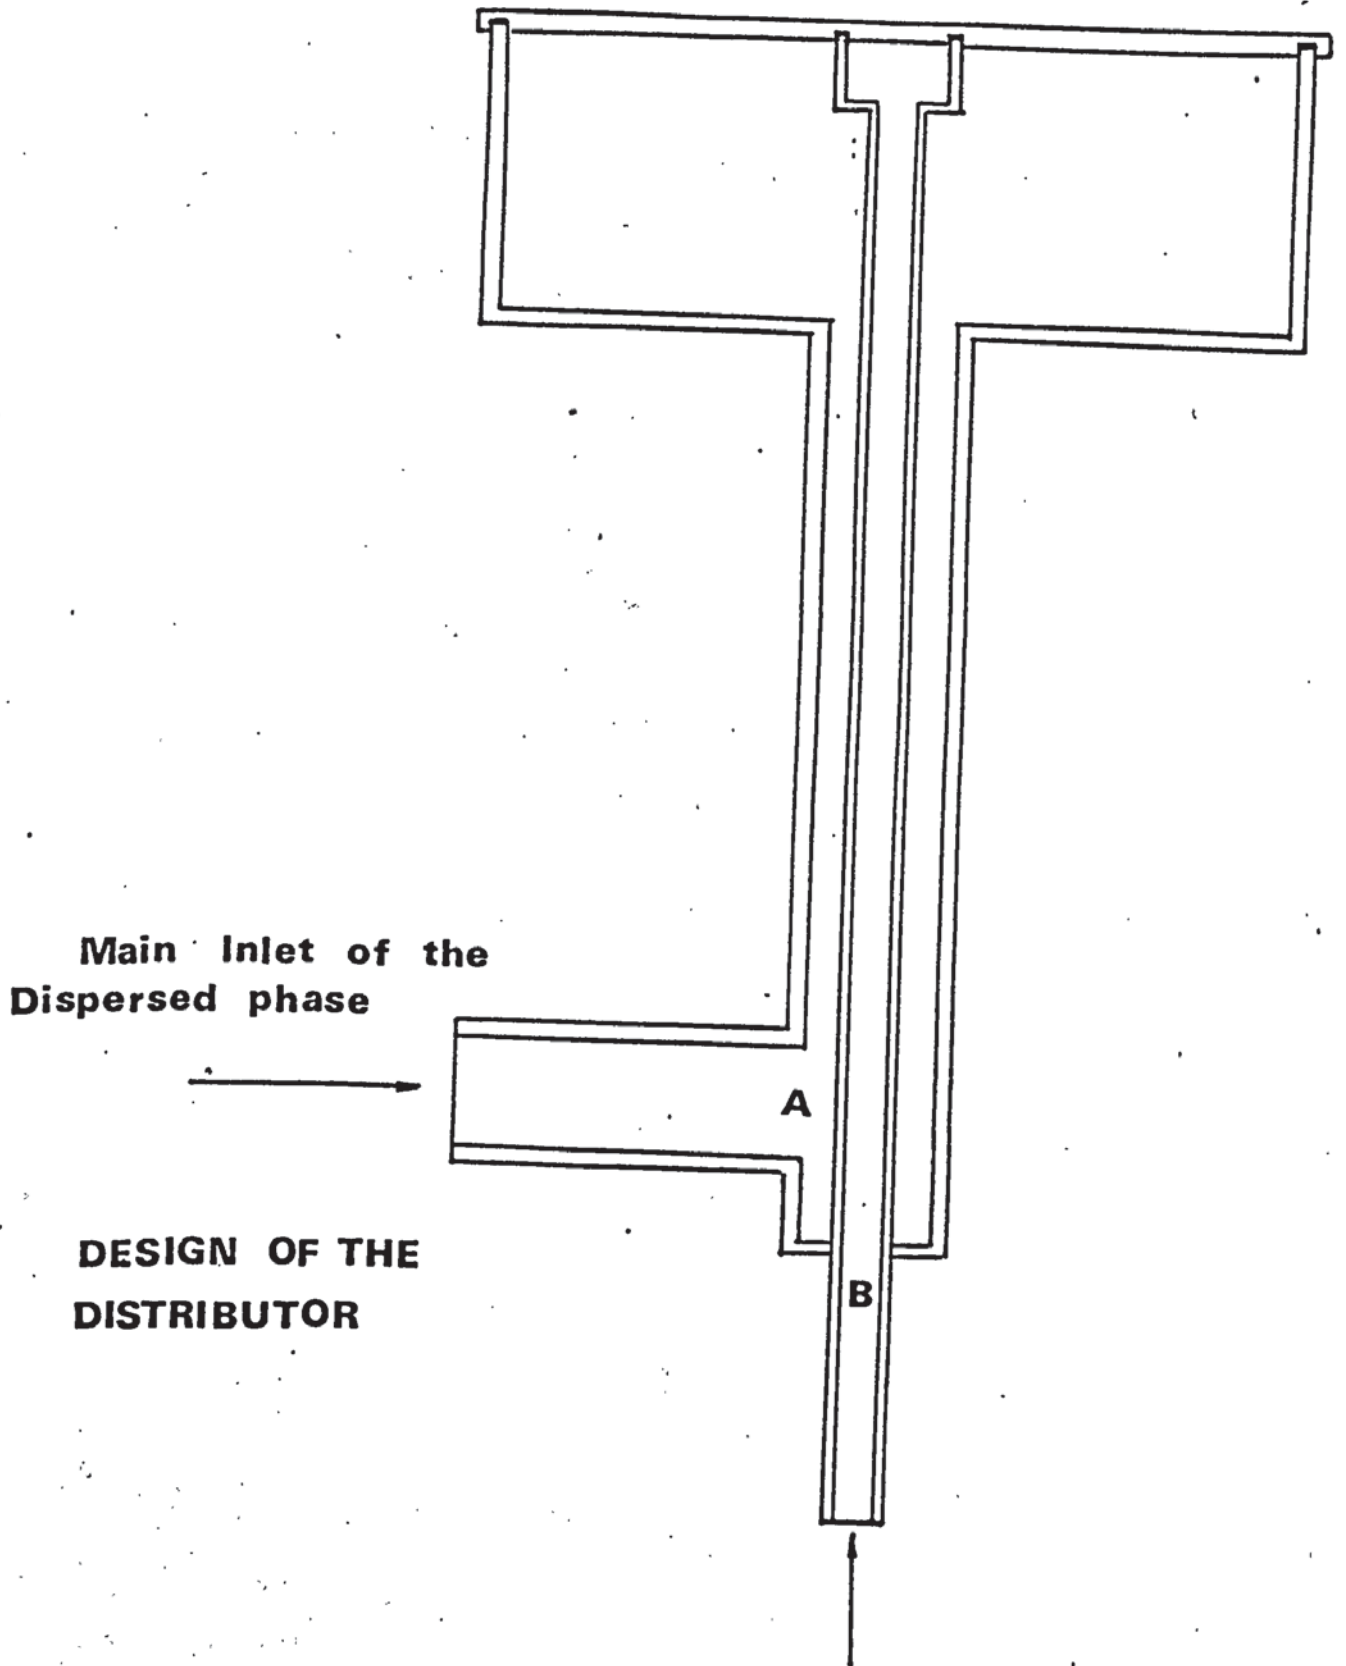 Main Inlet of the
Dispersed phase
A
DESIGN OF THE
DISTRIBUTOR
B